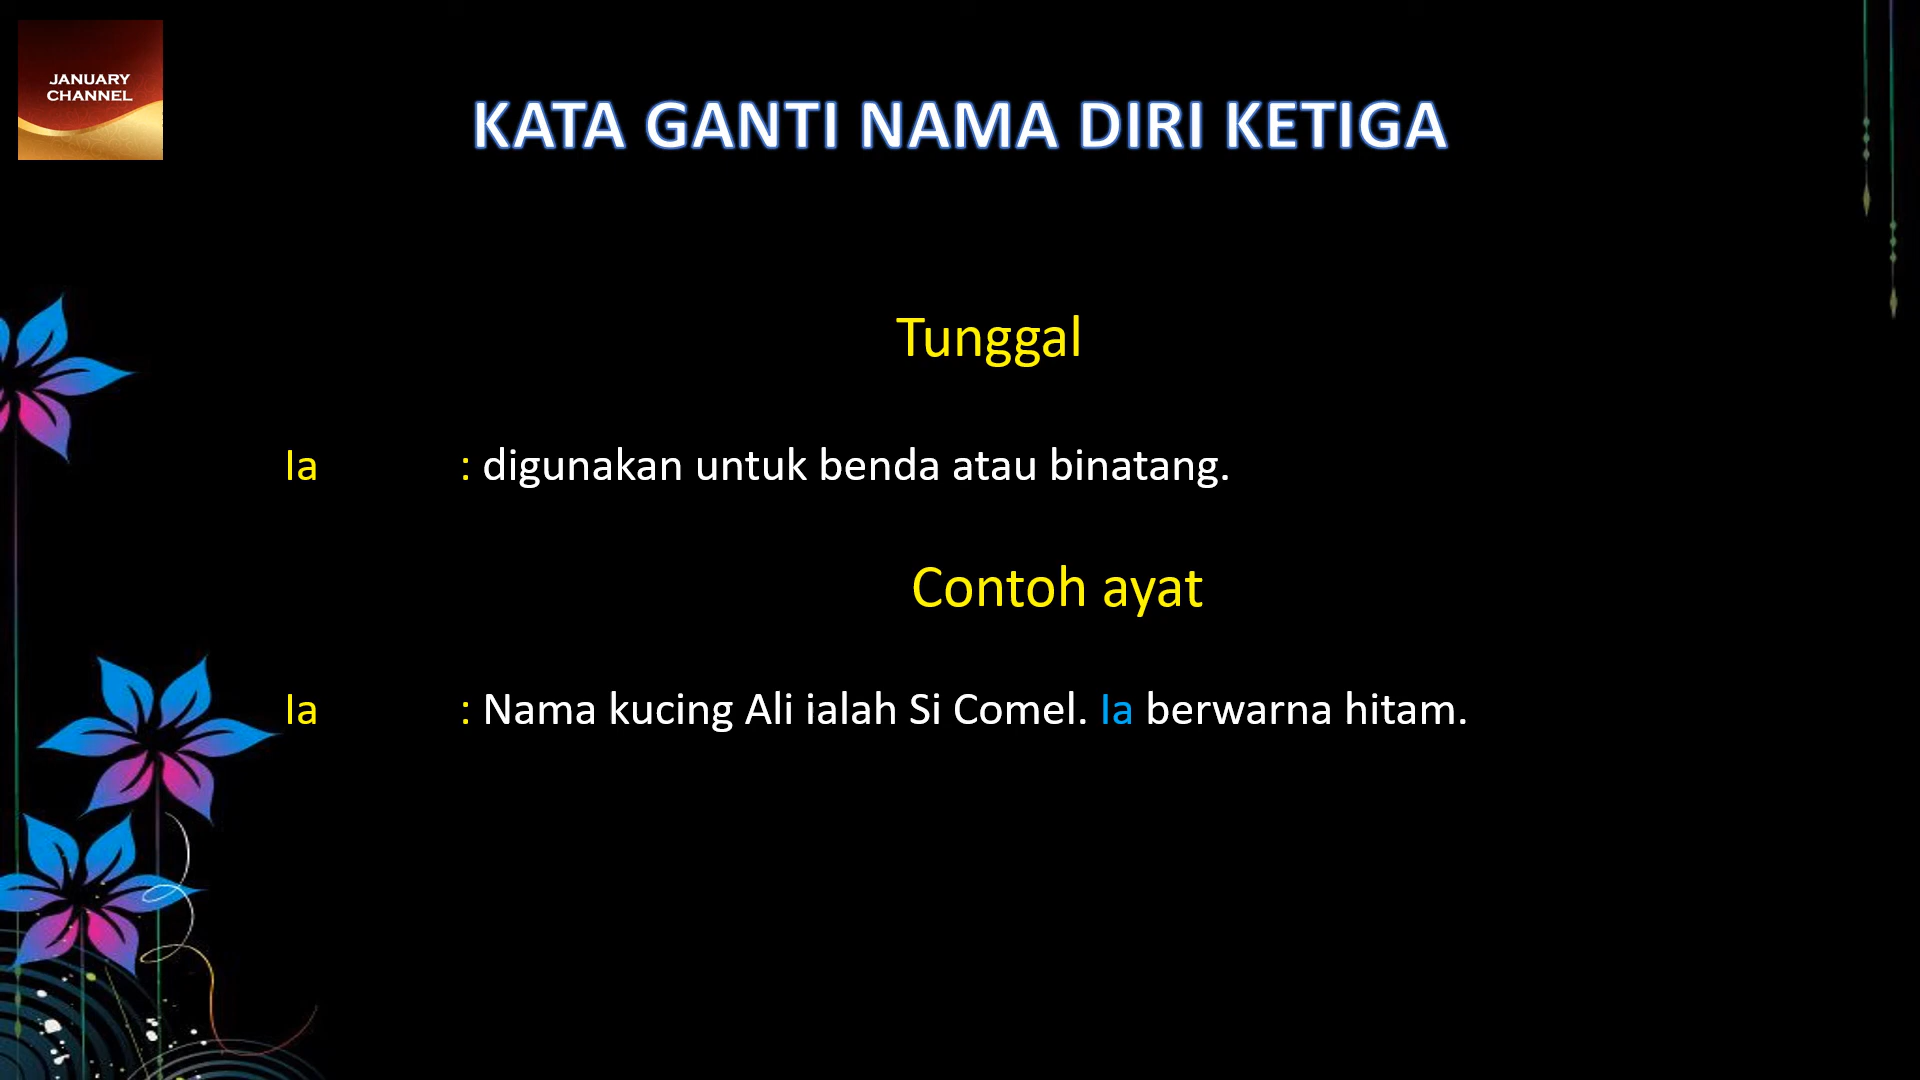 JANUARY
CHANNEL
KATA GANTI NAMA DIRI KETIGA
Tunggal
Ia : digunakan untuk benda atau binatang.
Contoh ayat
Ia : Nama kucing Ali ialah Si Comel. Ia berwarna hitam.